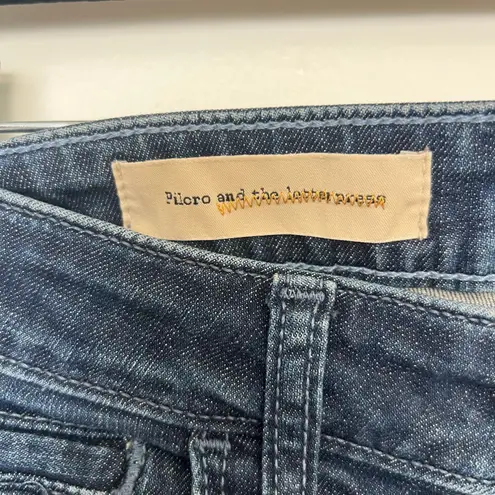 Pilcro and the letterpress